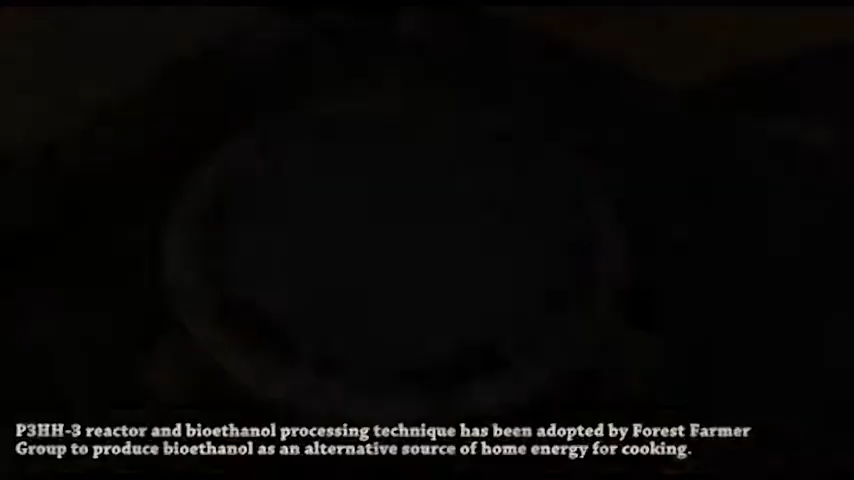 P3HH-3 reactor and bioethanol processing technique has been adopted by Forest Farmer
Group to produce bioethanol as an alternative source of home energy for cooking.